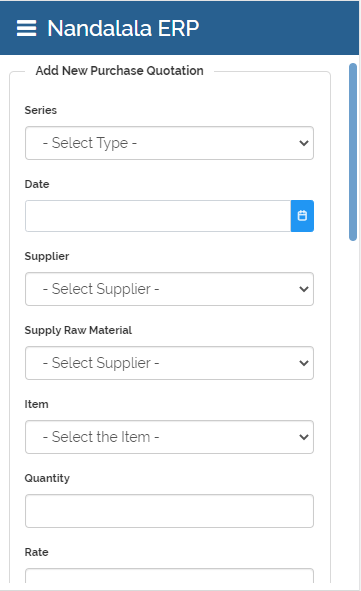 Nandalala ERP
Add New Purchase Quotation
Series
- Select Type -
Date
Supplier
- Select Supplier -
Supply Raw Material
- Select Supplier -
Item
- Select the Item -
Quantity
Rate